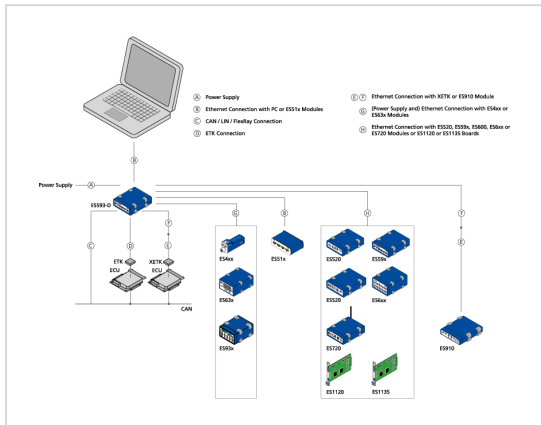 Ⓐ Power Supply
Ⓑ Ethernet Connection with PC or ES51x Modules
Ⓒ CAN / LIN / FlexRay Connection
Ⓓ ETK Connection
Ⓔ Ⓕ Ethernet Connection with XETK or ES910 Module
Ⓖ (Power Supply and) Ethernet Connection with ES4xx or
ES63x Modules
Ⓗ Ethernet Connection with ES520, ES59x, ES600, ES6xx or
ES720 Modules or ES1120 or
ES1135 Boards
Ⓑ
Power Supply
Ⓐ
ES593-D
Ⓒ
Ⓓ
Ⓕ
Ⓔ
Ⓖ
Ⓑ
Ⓗ
Ⓕ
Ⓔ
ETK
ECU
XETK
ECU
CAN
ES4xx
ES63x
ES93x
ES51x
ES520
ES59x
ES520
ES6xx
ES720
ES1120
ES1135
ES910